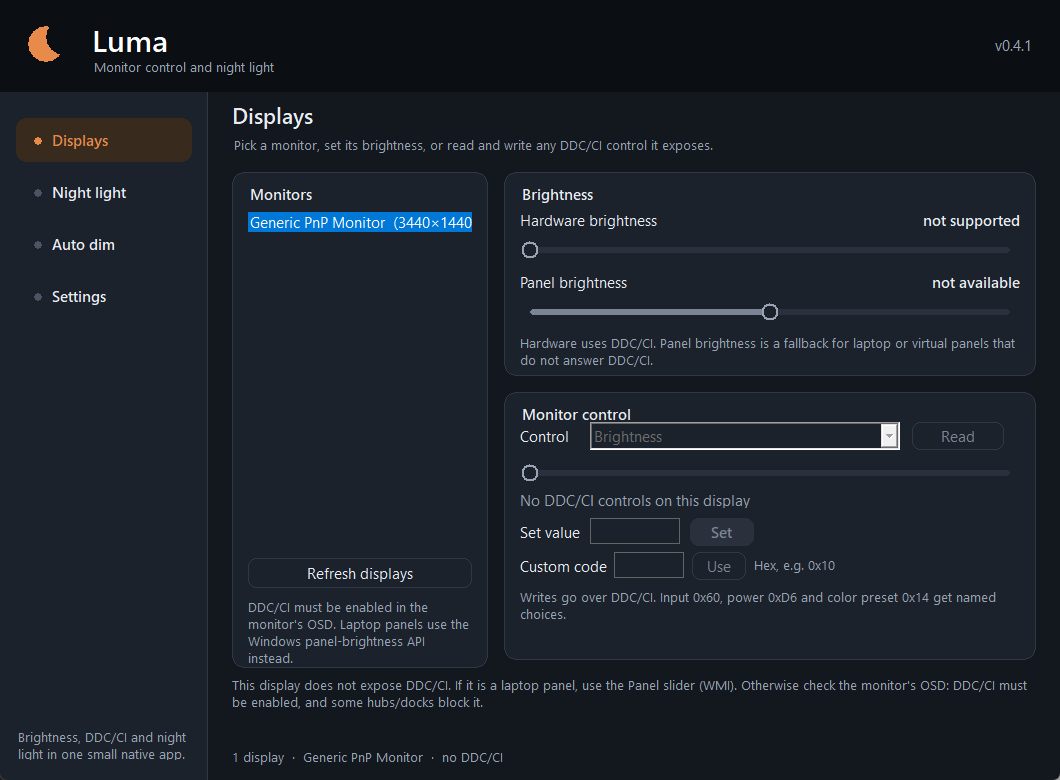 Luma
Monitor control and night light
v0.4.1
Displays
Night light
Auto dim
Settings
Brightness, DDC/CI and night
light in one small native app.
Displays
Pick a monitor, set its brightness, or read and write any DDC/CI control it exposes.
Monitors
Generic PnP Monitor (3440×1440
Refresh displays
DDC/CI must be enabled in the
monitor's OSD. Laptop panels use the
Windows panel-brightness API
instead.
Brightness
Hardware brightness not supported
Panel brightness not available
Hardware uses DDC/CI. Panel brightness is a fallback for laptop or virtual panels that
do not answer DDC/CI.
Monitor control
Control Brightness Read
No DDC/CI controls on this display
Set value Set
Custom code Use Hex, e.g. 0x10
Writes go over DDC/CI. Input 0x60, power 0xD6 and color preset 0x14 get named
choices.
This display does not expose DDC/CI. If it is a laptop panel, use the Panel slider (WMI). Otherwise check the monitor's OSD: DDC/CI must
be enabled, and some hubs/docks block it.
1 display · Generic PnP Monitor · no DDC/CI